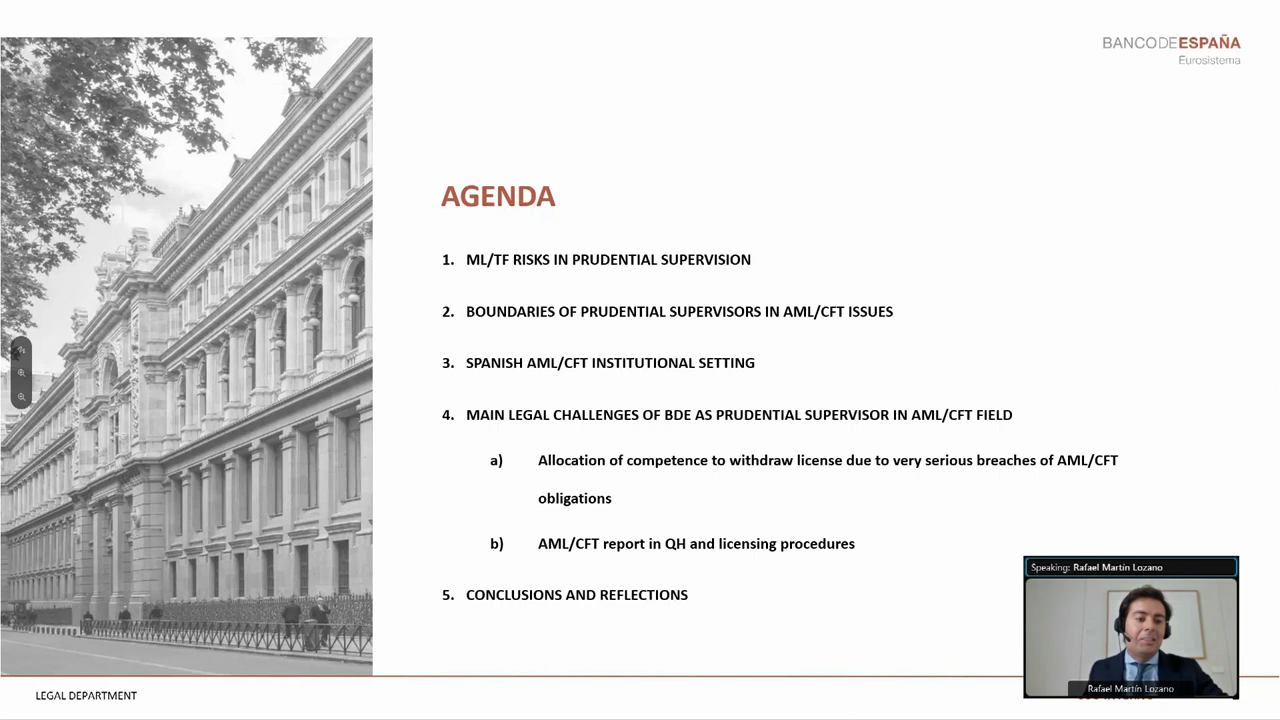 BANCODEESPAÑA
Eurosistema
AGENDA
1. ML/TF RISKS IN PRUDENTIAL SUPERVISION
2. BOUNDARIES OF PRUDENTIAL SUPERVISORS IN AML/CFT ISSUES
3. SPANISH AML/CFT INSTITUTIONAL SETTING
4. MAIN LEGAL CHALLENGES OF BDE AS PRUDENTIAL SUPERVISOR IN AML/CFT FIELD
a) Allocation of competence to withdraw license due to very serious breaches of AML/CFT
obligations
b) AML/CFT report in QH and licensing procedures
5. CONCLUSIONS AND REFLECTIONS
Speaking: Rafael Martín Lozano
Rafael Martín Lozano
LEGAL DEPARTMENT